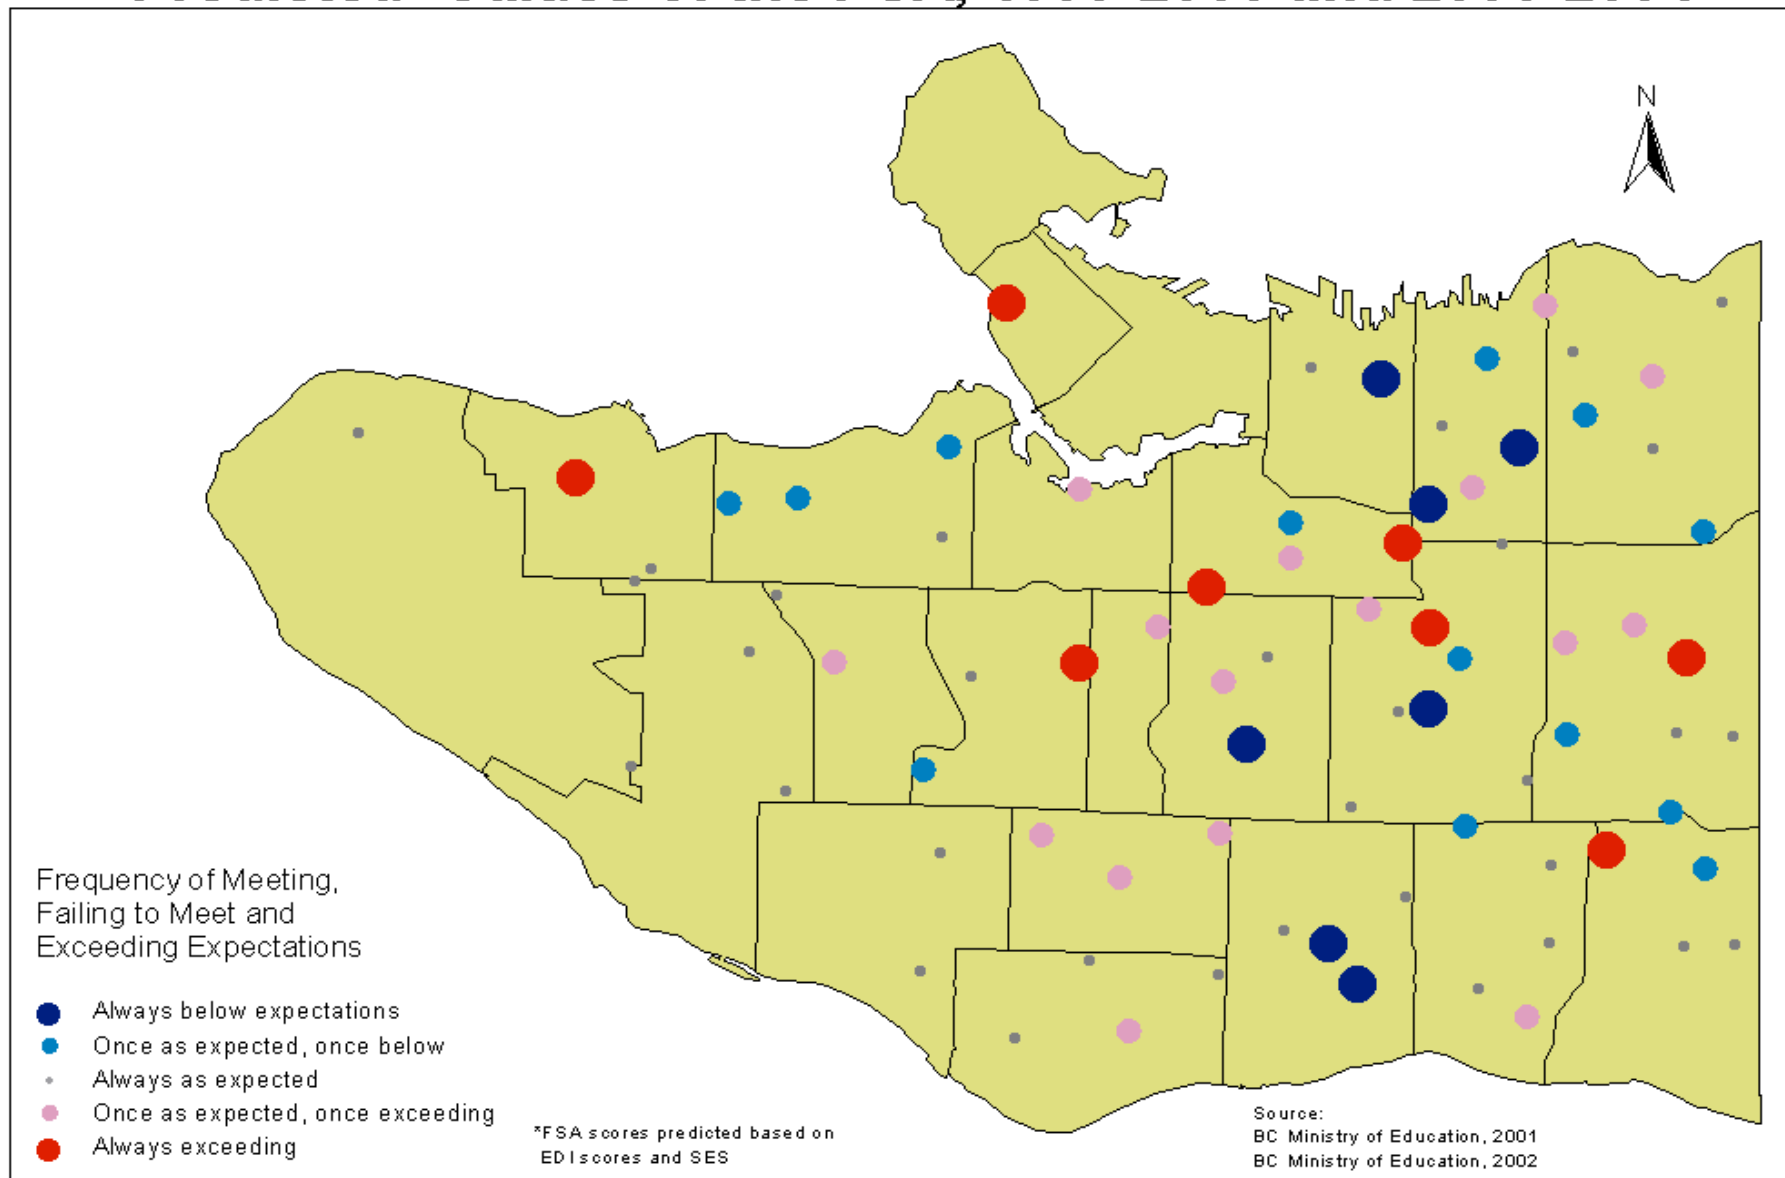 N
Frequency of Meeting,
Failing to Meet and
Exceeding Expectations
Always below expectations
Once as expected, once below
Always as expected
Once as expected, once exceeding
Always exceeding
*FSA scores predicted based on
EDI scores and SES
Source:
BC Ministry of Education, 2001
BC Ministry of Education, 2002